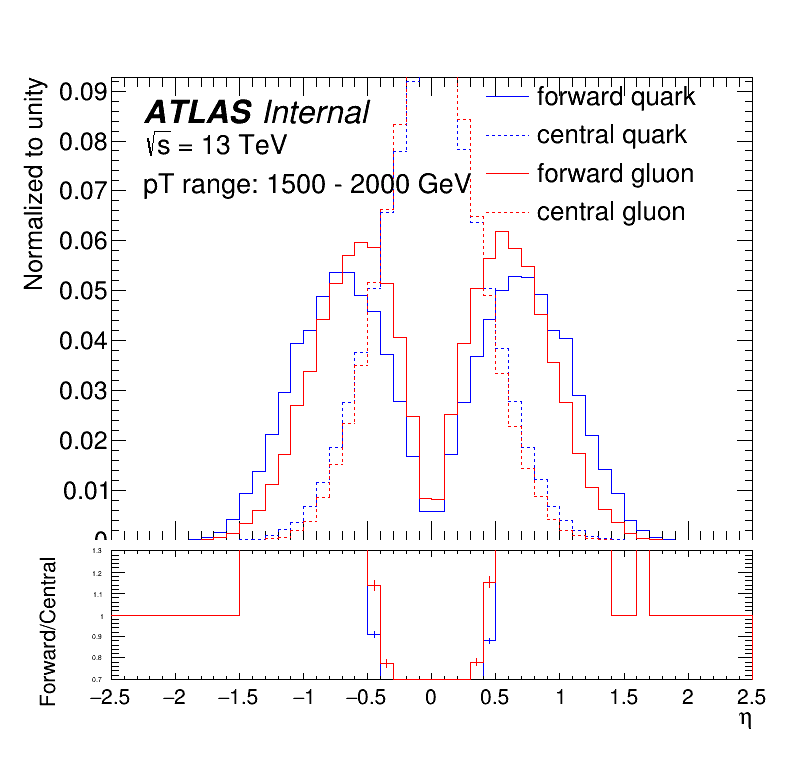 Normalized to unity
0.09
0.08
0.07
0.06
0.05
0.04
0.03
0.02
0.01
0
ATLAS Internal
√s = 13 TeV
pT range: 1500 - 2000 GeV
forward quark
central quark
forward gluon
central gluon
Forward/Central
1.3
1.2
1.1
1
0.9
0.8
0.7
−2.5 −2 −1.5 −1 −0.5 0 0.5 1 1.5 2 2.5
η